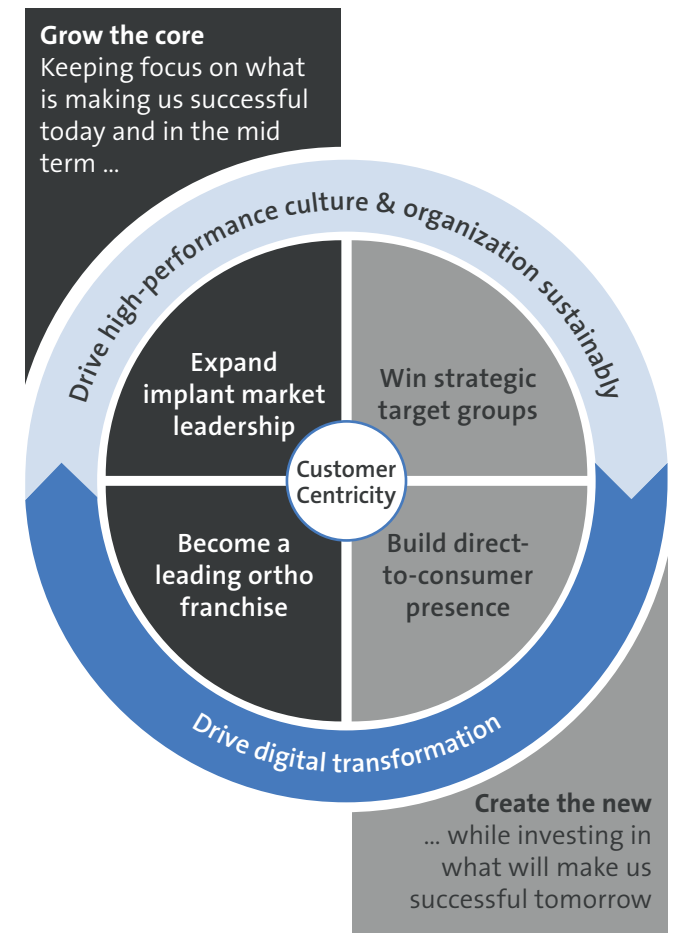 Grow the core
Keeping focus on what
is making us successful
today and in the mid
term ...
Drive high-performance culture & organization sustainably
Expand
implant market
leadership
Win strategic
target groups
Customer
Centricity
Become a
leading ortho
franchise
Build direct-
to-consumer
presence
Drive digital transformation
Create the new
... while investing in
what will make us
successful tomorrow